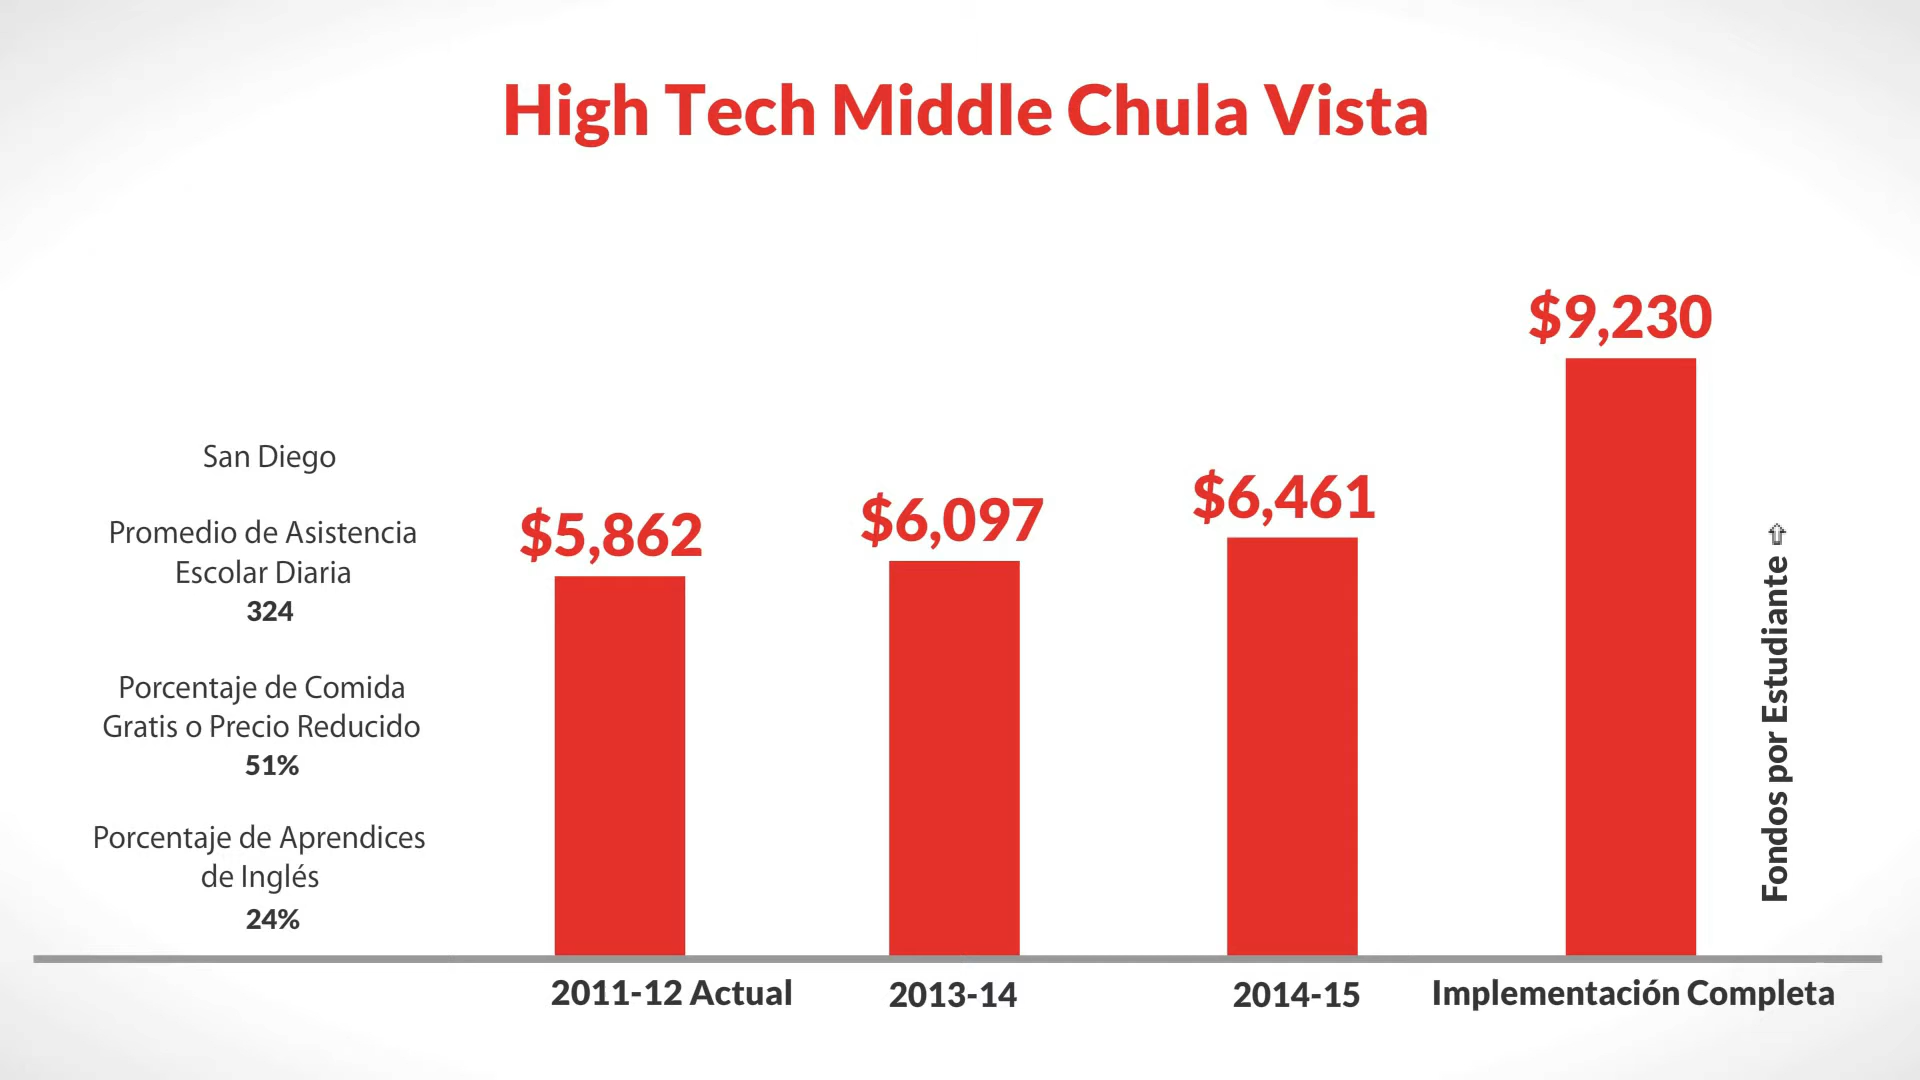 High Tech Middle Chula Vista
San Diego
Promedio de Asistencia
Escolar Diaria
324
Porcentaje de Comida
Gratis o Precio Reducido
51%
Porcentaje de Aprendices
de Inglés
24%
$5,862
$6,097
$6,461
$9,230
Fondos por Estudiante ⇧
2011-12 Actual
2013-14
2014-15
Implementación Completa